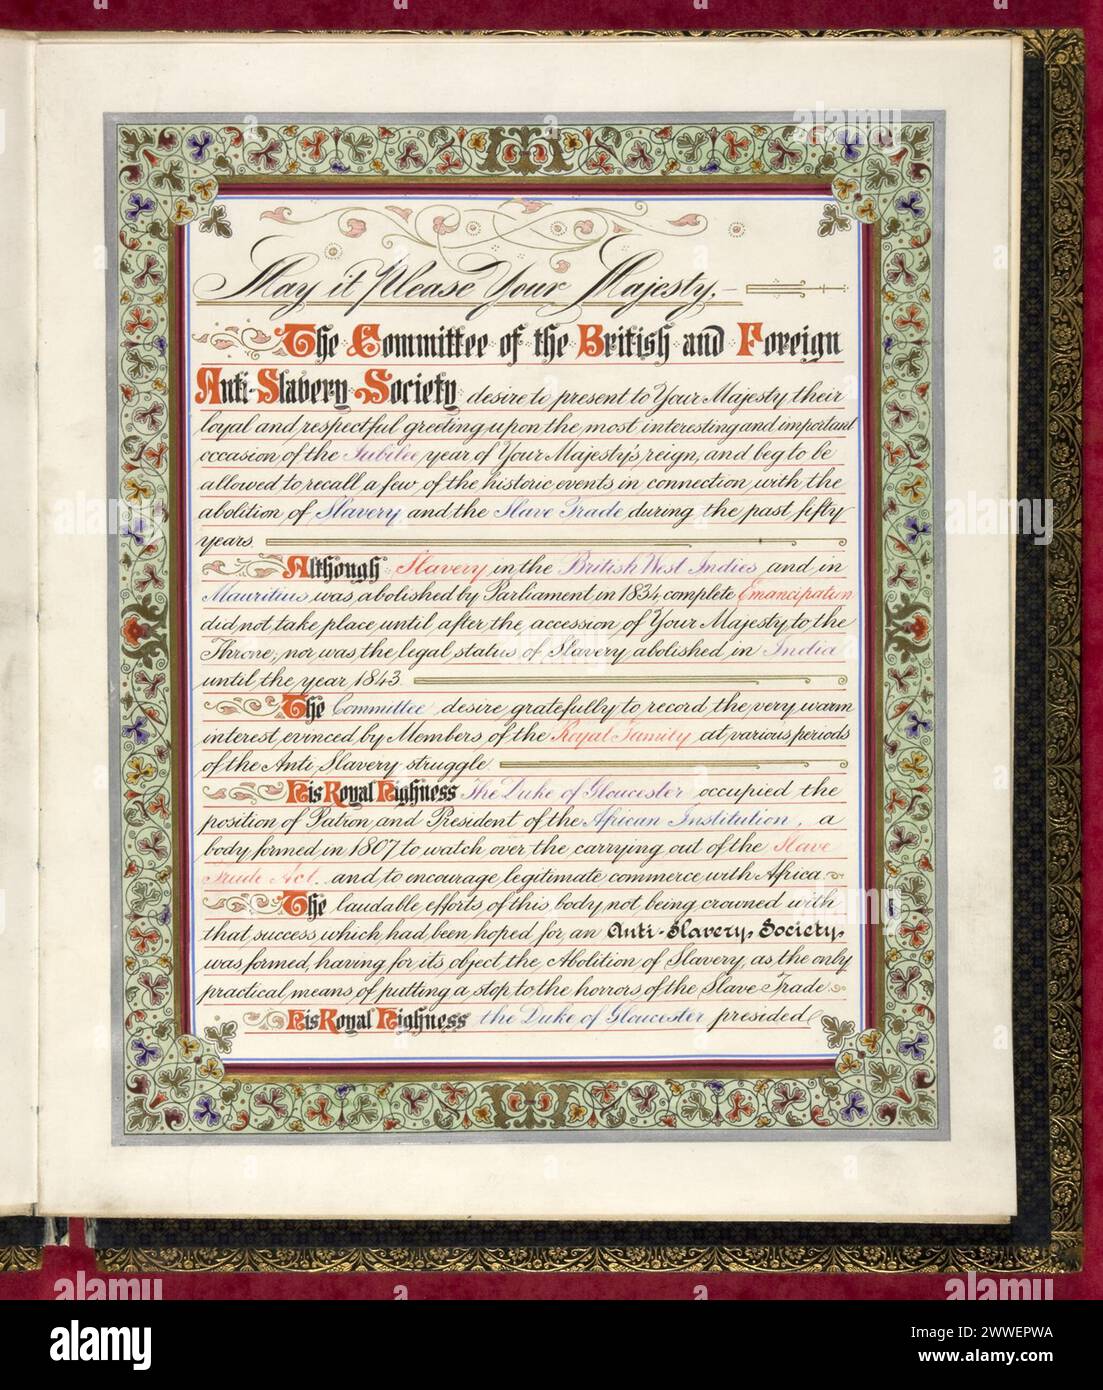 May it Please Your Majesty,
The Committee of the British and Foreign
Anti-Slavery Society desire to present to Your Majesty their
loyal and respectful greeting upon the most interesting and important
occasion of the Jubilee year of Your Majesty's reign, and beg to be
allowed to recall a few of the historic events in connection with the
abolition of Slavery and the Slave Trade during the past fifty
years.
Although Slavery in the British West Indies and in
Mauritius was abolished by Parliament in 1834 complete Emancipation
did not take place until after the accession of Your Majesty to the
Throne, nor was the legal status of Slavery abolished in India
until the year 1843
The Committee desire gratefully to record the very warm
interest evinced by Members of the Royal Family at various periods
of the Anti Slavery struggle
His Royal Highness The Duke of Gloucester occupied the
position of Patron and President of the African Institution, a
body formed in 1807 to watch over the carrying out of the Slave
Trade Act, and to encourage legitimate commerce with Africa
The laudable efforts of this body not being crowned with
that success which had been hoped for an Anti-Slavery Society,
was formed, having for its object the Abolition of Slavery, as the only
practical means of putting a stop to the horrors of the Slave Trade
His Royal Highness the Duke of Gloucester presided
alamy
Image ID: 2WWEPWA
www.alamy.com